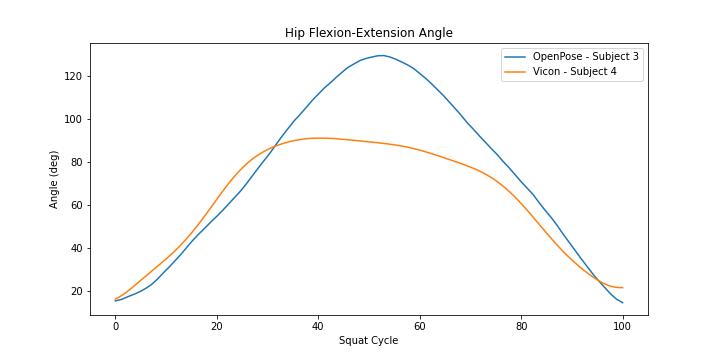 Hip Flexion-Extension Angle
OpenPose - Subject 3
Vicon - Subject 4
Angle (deg)
120
100
80
60
40
20
0 20 40 60 80 100
Squat Cycle